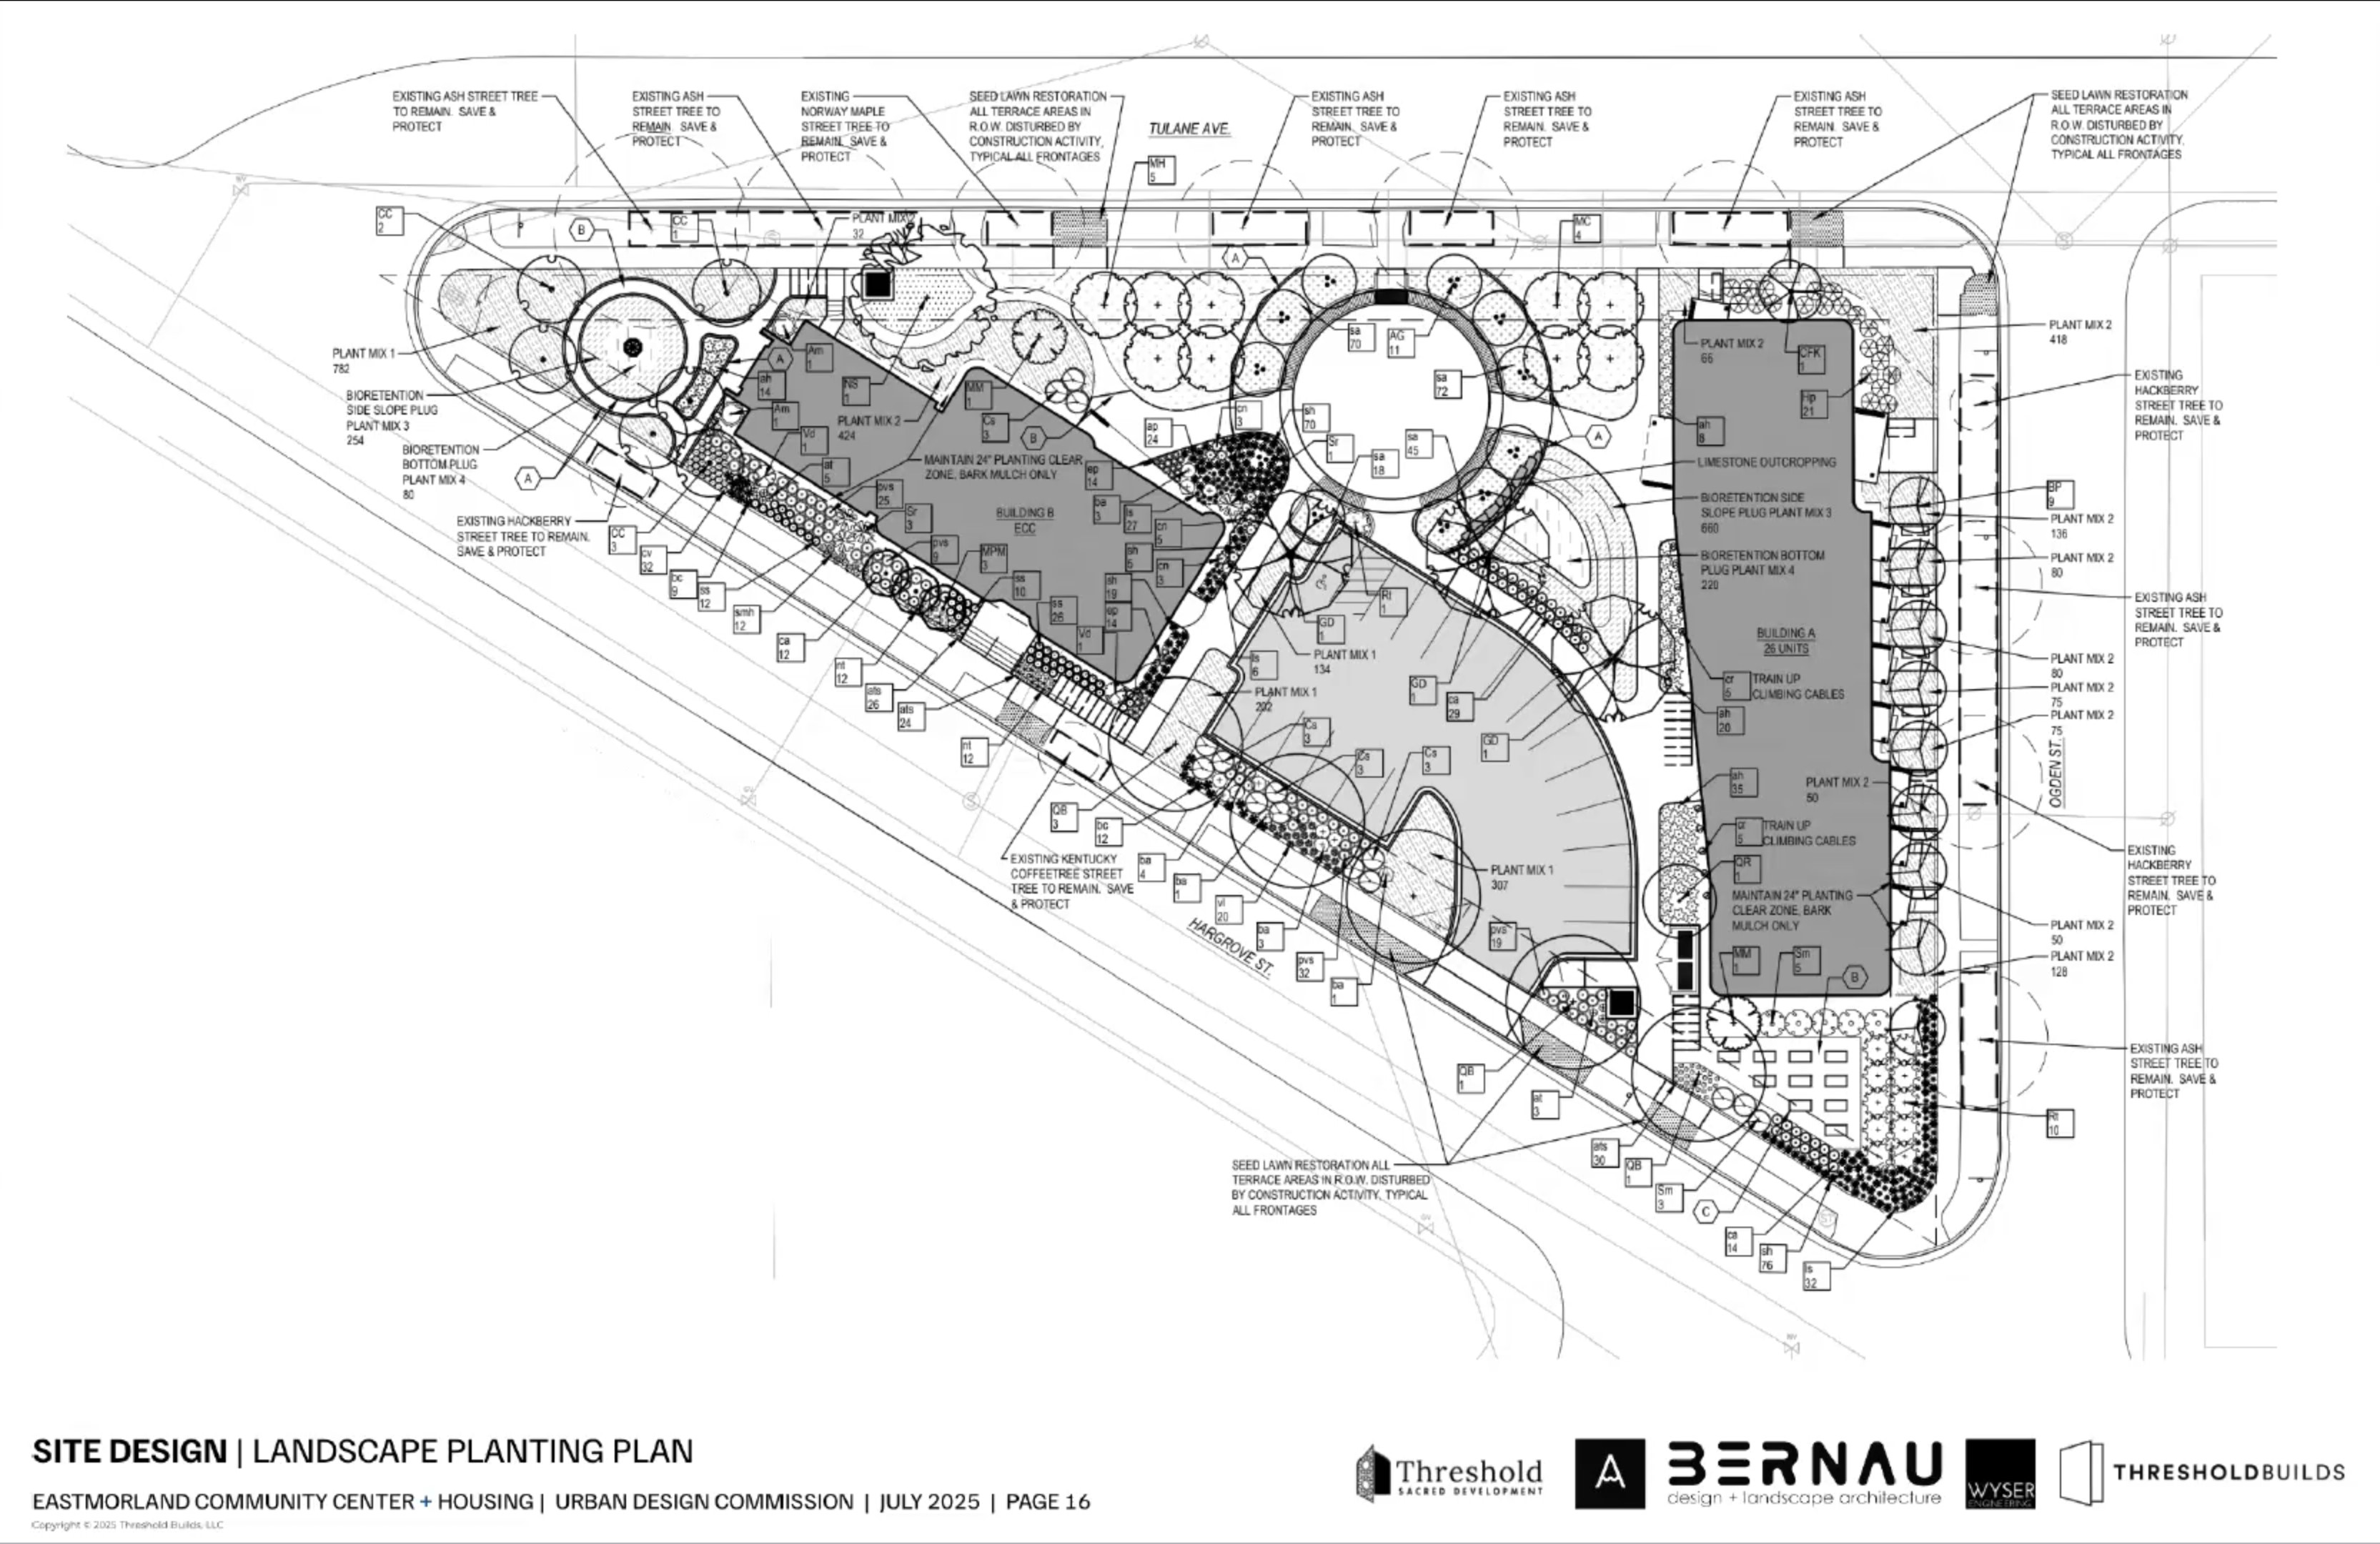 EXISTING ASH STREET TREE
TO REMAIN. SAVE &
PROTECT
EXISTING ASH
STREET TREE TO
REMAIN. SAVE &
PROTECT
EXISTING
NORWAY MAPLE
STREET TREE TO
REMAIN. SAVE &
PROTECT
SEED LAWN RESTORATION
ALL TERRACE AREAS IN
R.O.W. DISTURBED BY
CONSTRUCTION ACTIVITY,
TYPICAL ALL FRONTAGES
TULANE AVE.
MH
5
EXISTING ASH
STREET TREE TO
REMAIN. SAVE &
PROTECT
EXISTING ASH
STREET TREE TO
REMAIN. SAVE &
PROTECT
EXISTING ASH
STREET TREE TO
REMAIN. SAVE &
PROTECT
SEED LAWN RESTORATION
ALL TERRACE AREAS IN
R.O.W. DISTURBED BY
CONSTRUCTION ACTIVITY,
TYPICAL ALL FRONTAGES
CC
2
B
CC
1
PLANT MIX 2
32
A
MC
4
PLANT MIX 1
782
BIORETENTION
SIDE SLOPE PLUG
PLANT MIX 3
254
BIORETENTION
BOTTOM PLUG
PLANT MIX 4
80
A
EXISTING HACKBERRY
STREET TREE TO REMAIN.
SAVE & PROTECT
A
Am
1
ah
14
Am
1
Vd
1
at
5
NS
1
PLANT MIX 2
424
MM
1
Cs
3
B
MAINTAIN 24" PLANTING CLEAR
ZONE, BARK MULCH ONLY
pvs
25
Sr
3
pvs
9
MPM
3
BUILDING B
ECC
ss
10
ss
26
Vd
1
ep
14
ba
3
ls
27
cn
5
sh
5
cn
3
sh
19
ep
14
ap
24
cn
3
sh
70
Sr
1
sa
18
sa
45
sa
70
AG
11
sa
72
A
PLANT MIX 2
66
CFK
1
Hp
21
ah
8
LIMESTONE OUTCROPPING
BIORETENTION SIDE
SLOPE PLUG PLANT MIX 3
660
BIORETENTION BOTTOM
PLUG PLANT MIX 4
220
BUILDING A
26 UNITS
cr
5
TRAIN UP
CLIMBING CABLES
ah
20
ah
35
PLANT MIX 2
50
cr
5
TRAIN UP
CLIMBING CABLES
QR
1
MAINTAIN 24" PLANTING
CLEAR ZONE, BARK
MULCH ONLY
MM
1
Sm
5
B
PLANT MIX 2
418
EXISTING
HACKBERRY
STREET TREE TO
REMAIN. SAVE &
PROTECT
BP
9
PLANT MIX 2
136
PLANT MIX 2
80
EXISTING ASH
STREET TREE TO
REMAIN. SAVE &
PROTECT
PLANT MIX 2
80
PLANT MIX 2
75
PLANT MIX 2
75
OGDEN ST.
EXISTING
HACKBERRY
STREET TREE TO
REMAIN. SAVE &
PROTECT
PLANT MIX 2
50
PLANT MIX 2
128
EXISTING ASH
STREET TREE TO
REMAIN. SAVE &
PROTECT
Rt
10
CC
3
cv
32
bc
9
ss
12
smh
12
ca
12
nt
12
ats
26
ats
24
nt
12
Rt
1
GD
1
PLANT MIX 1
134
ls
6
PLANT MIX 1
202
GD
1
ca
29
GD
1
Cs
3
Cs
3
Cs
3
PLANT MIX 1
307
pvs
19
QB
3
bc
12
EXISTING KENTUCKY
COFFEETREE STREET
TREE TO REMAIN. SAVE
& PROTECT
ba
4
ba
1
vl
20
HARGROVE ST.
ba
3
pvs
32
ba
1
QB
1
at
3
SEED LAWN RESTORATION ALL
TERRACE AREAS IN R.O.W. DISTURBED
BY CONSTRUCTION ACTIVITY, TYPICAL
ALL FRONTAGES
ats
30
QB
1
Sm
3
C
ca
14
sh
76
ls
32
SITE DESIGN | LANDSCAPE PLANTING PLAN
EASTMORLAND COMMUNITY CENTER + HOUSING | URBAN DESIGN COMMISSION | JULY 2025 | PAGE 16
Copyright © 2025 Threshold Builds, LLC
Threshold
SACRED DEVELOPMENT
BERNAU
design + landscape architecture
WYSER
ENGINEERING
THRESHOLDBUILDS